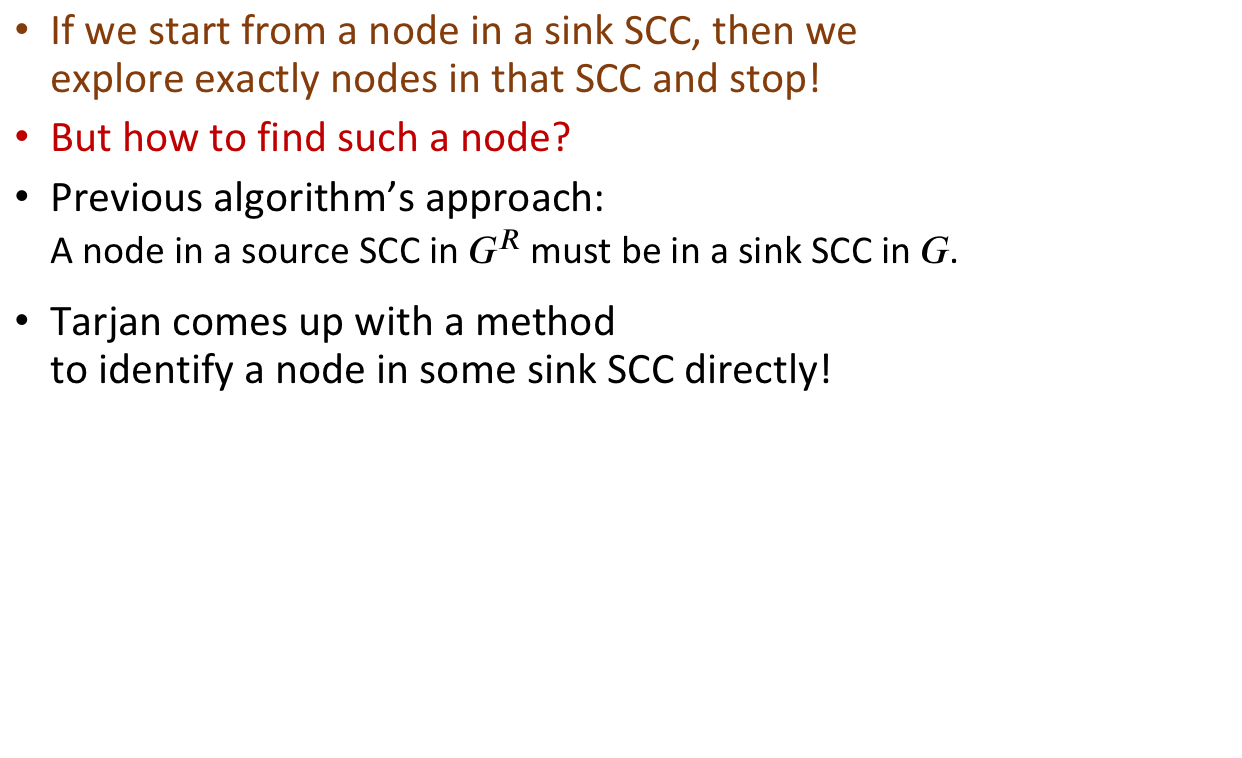 • If we start from a node in a sink SCC, then we
explore exactly nodes in that SCC and stop!
• But how to find such a node?
• Previous algorithm’s approach:
A node in a source SCC in Gᴿ must be in a sink SCC in G.
• Tarjan comes up with a method
to identify a node in some sink SCC directly!